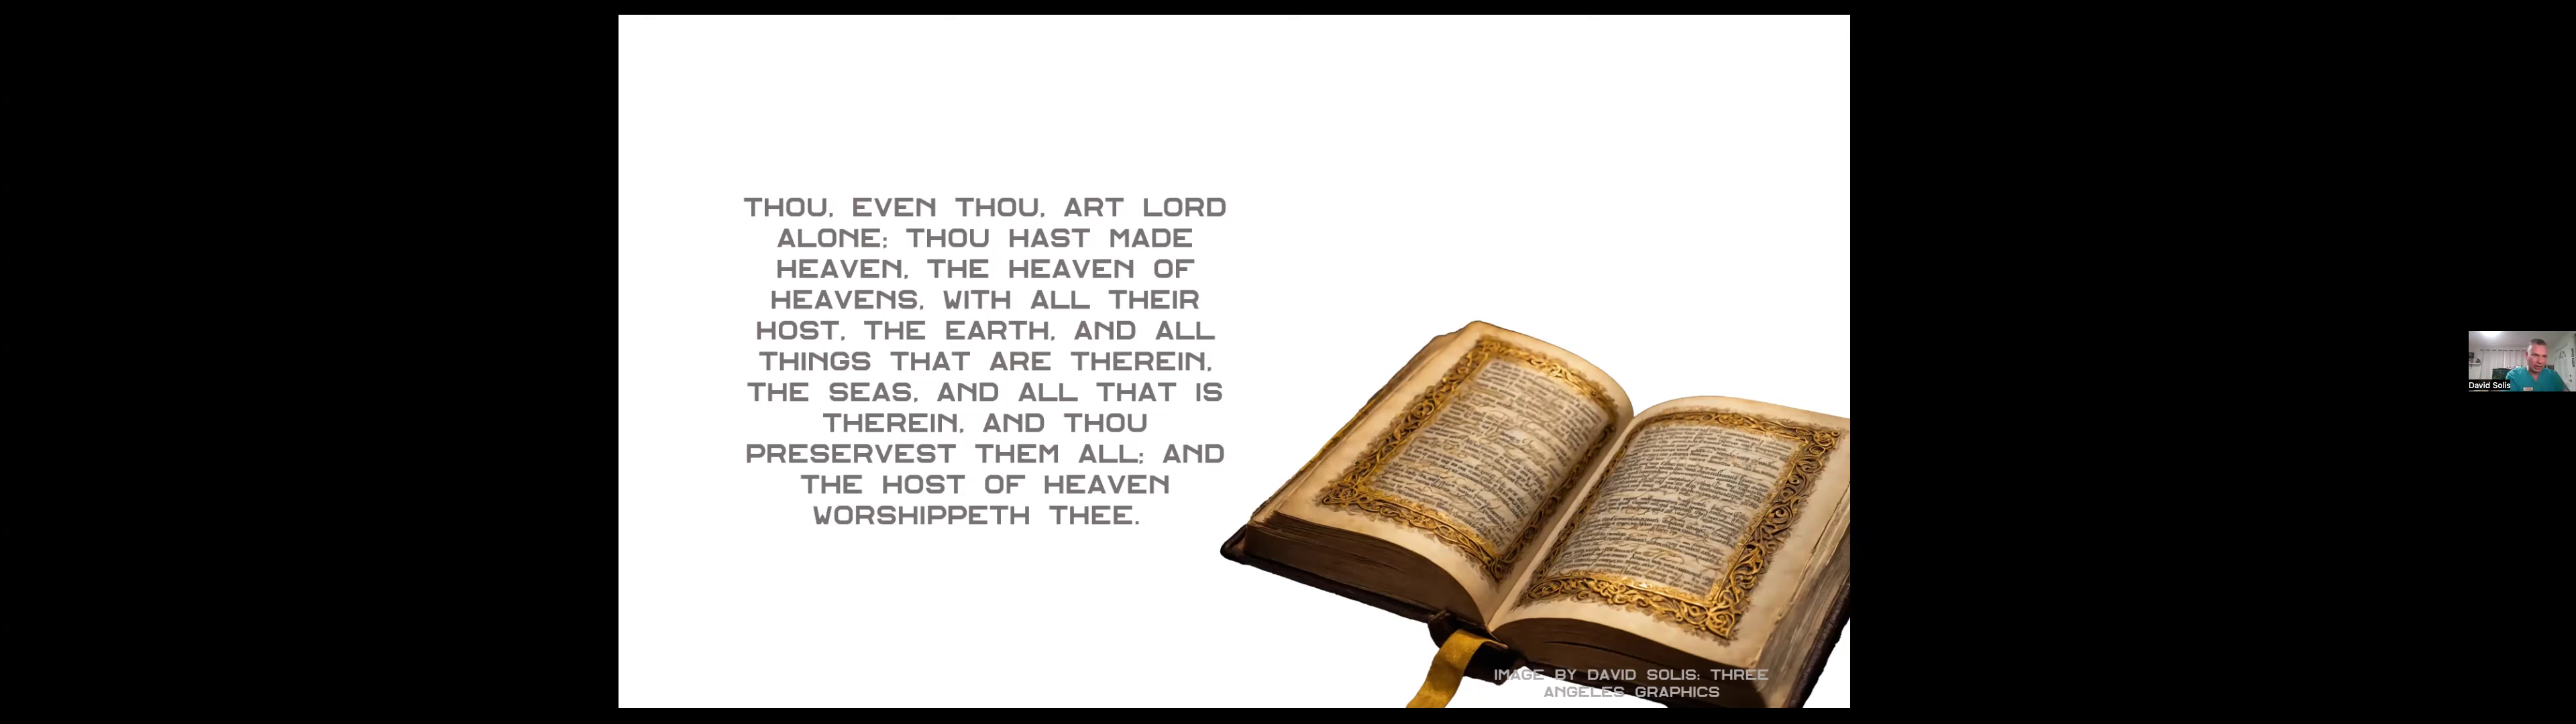 THOU, EVEN THOU, ART LORD
ALONE; THOU HAST MADE
HEAVEN, THE HEAVEN OF
HEAVENS, WITH ALL THEIR
HOST, THE EARTH, AND ALL
THINGS THAT ARE THEREIN,
THE SEAS, AND ALL THAT IS
THEREIN, AND THOU
PRESERVEST THEM ALL; AND
THE HOST OF HEAVEN
WORSHIPPETH THEE.
IMAGE BY DAVID SOLIS: THREE
ANGELES GRAPHICS
David Solis